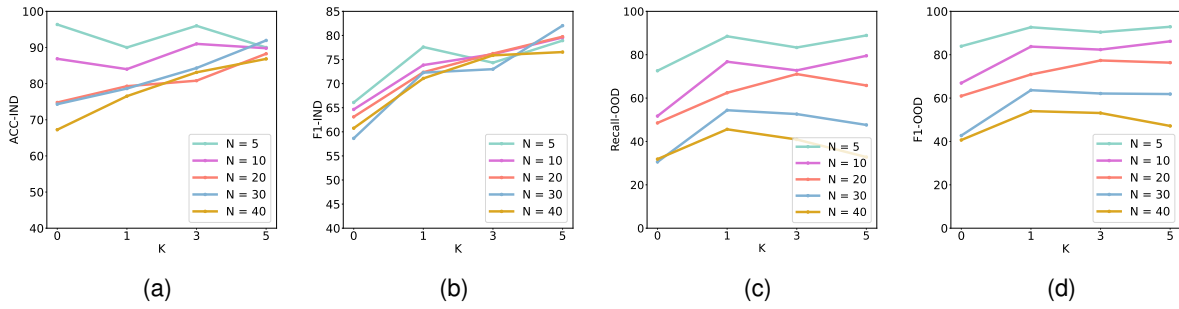 100
90
80
70
60
50
40
ACC-IND
0 1 3 5
K
N = 5
N = 10
N = 20
N = 30
N = 40
(a)
85
80
75
70
65
60
55
50
45
40
F1-IND
0 1 3 5
K
N = 5
N = 10
N = 20
N = 30
N = 40
(b)
100
80
60
40
20
0
Recall-OOD
0 1 3 5
K
N = 5
N = 10
N = 20
N = 30
N = 40
(c)
100
80
60
40
20
0
F1-OOD
0 1 3 5
K
N = 5
N = 10
N = 20
N = 30
N = 40
(d)